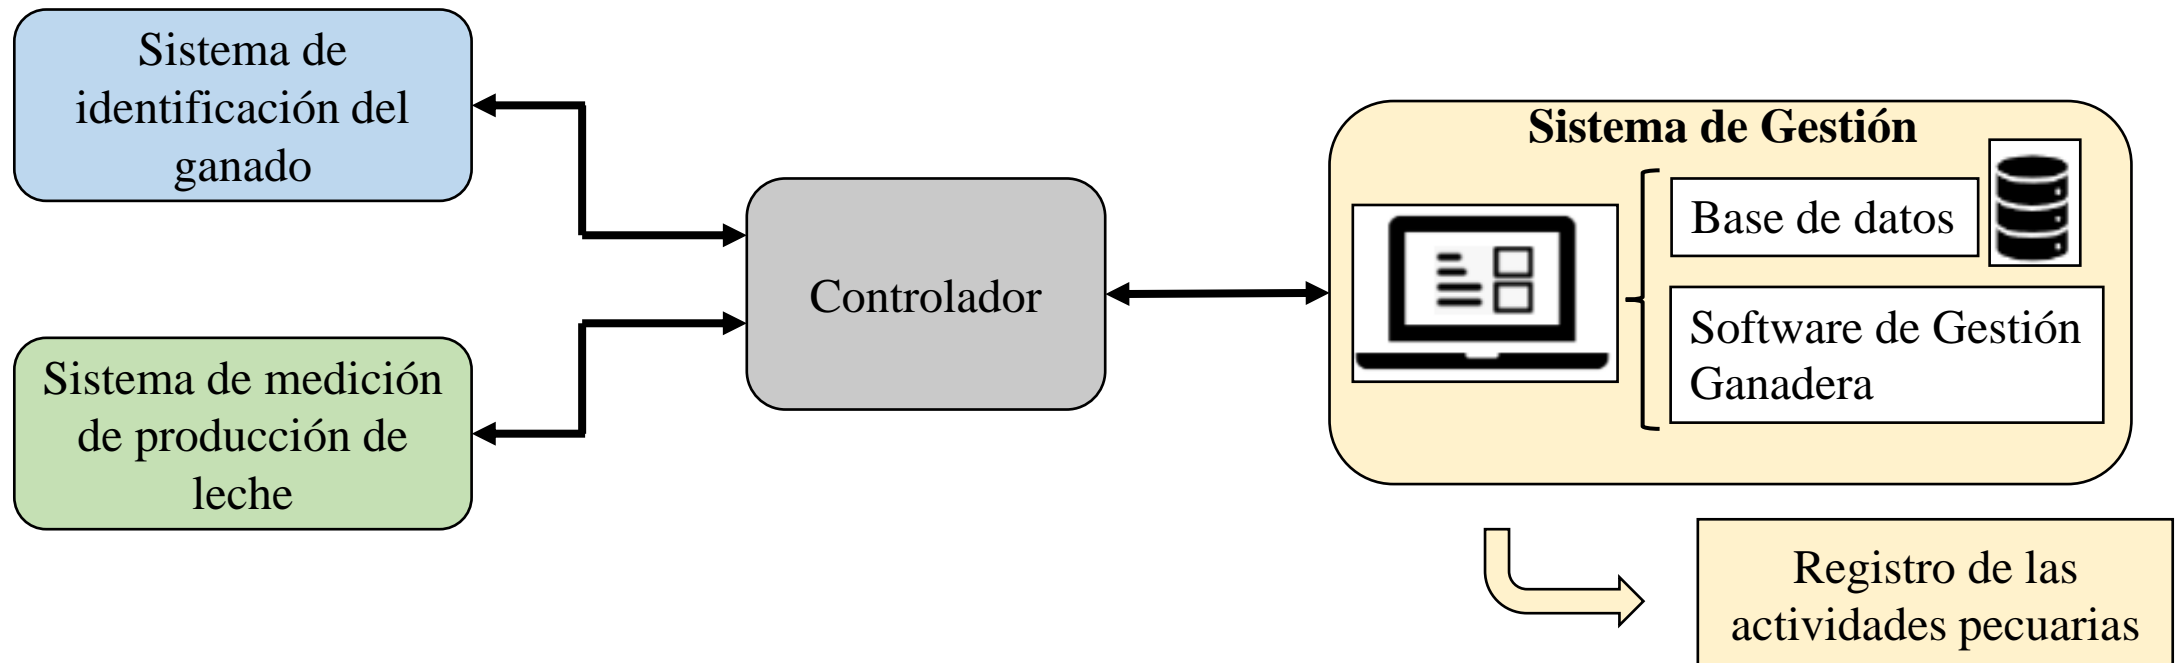 Sistema de
identificación del
ganado
Sistema de medición
de producción de
leche
Controlador
Sistema de Gestión
Base de datos
Software de Gestión
Ganadera
Registro de las
actividades pecuarias